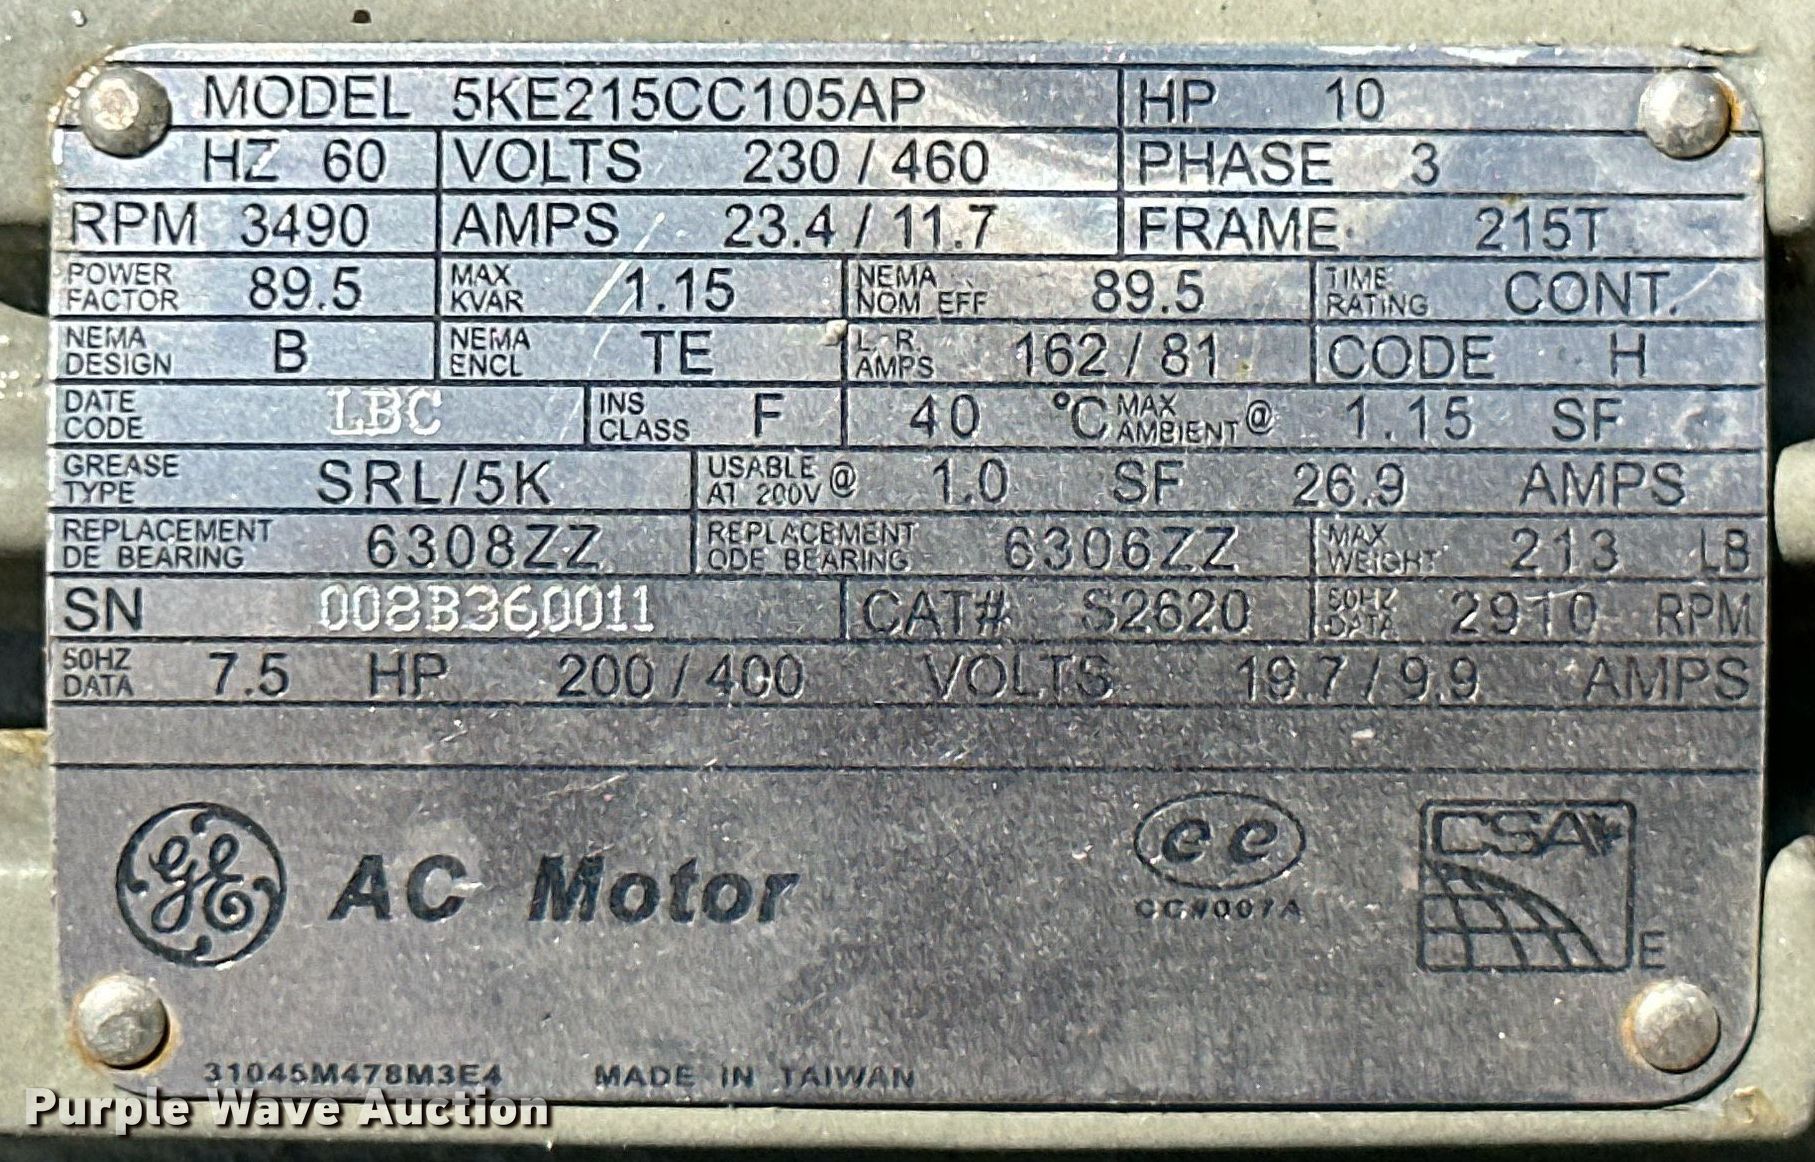 MODEL 5KE215CC105AP HP 10
HZ 60 VOLTS 230 / 460 PHASE 3
RPM 3490 AMPS 23.4 / 11.7 FRAME 215T
POWER FACTOR 89.5 MAX KVAR 1.15 NEMA NOM EFF 89.5 TIME RATING CONT.
NEMA DESIGN B NEMA ENCL TE L. R. AMPS 162 / 81 CODE H
DATE CODE LBC INS CLASS F 40 °C MAX AMBIENT @ 1.15 SF
GREASE TYPE SRL/5K USABLE AT 200V @ 1.0 SF 26.9 AMPS
REPLACEMENT DE BEARING 6308ZZ REPLACEMENT ODE BEARING 6306ZZ MAX WEIGHT 213 LB
SN 008B360011 CAT# S2620 50HZ DATA 2910 RPM
50HZ DATA 7.5 HP 200 / 400 VOLTS 19.7 / 9.9 AMPS
GE AC Motor
ee
CC#007A
CSA
E
31045M478M3E4 MADE IN TAIWAN
Purple Wave Auction